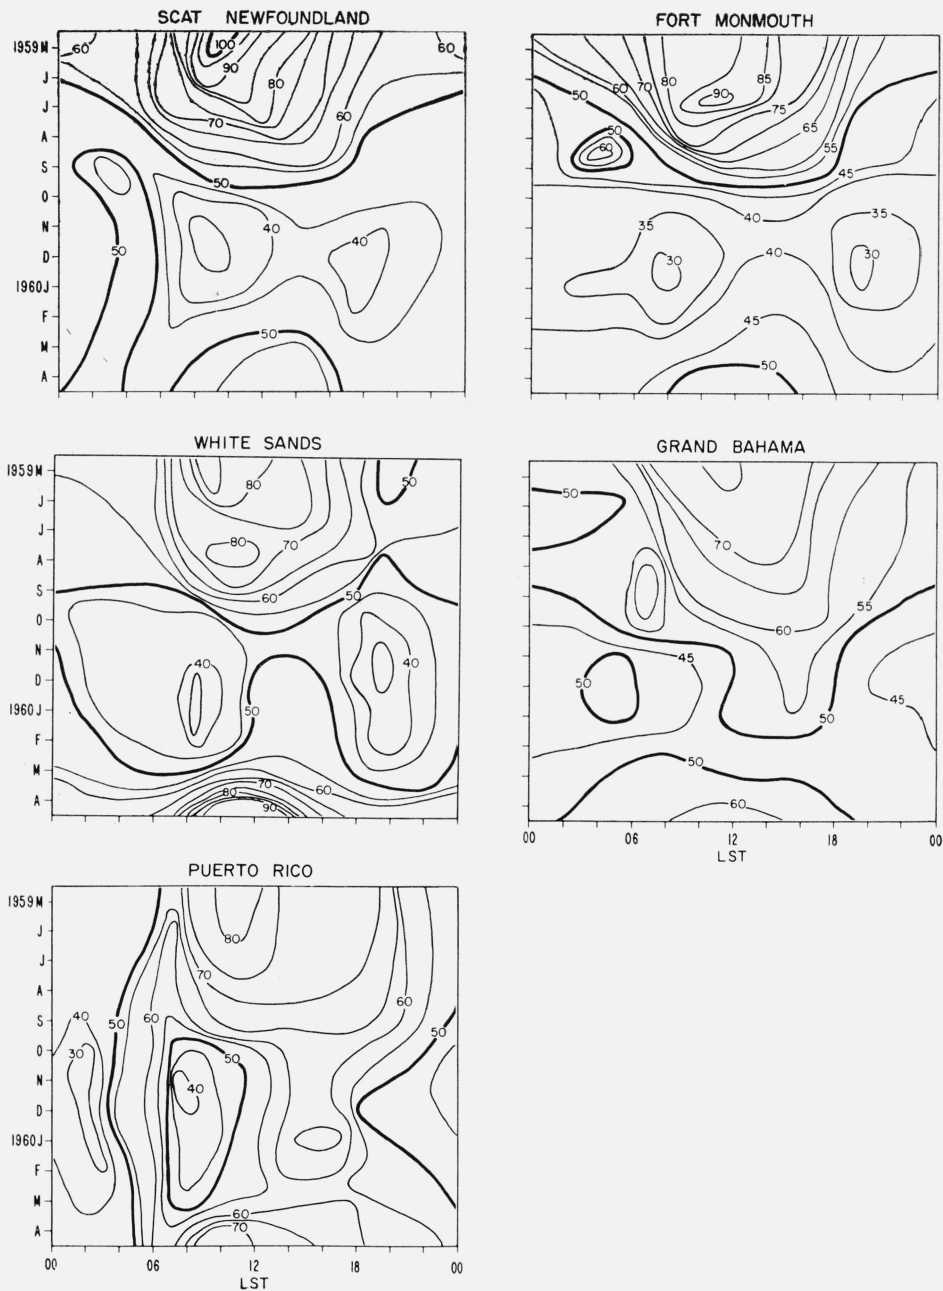 SCAT NEWFOUNDLAND
1959M
J
J
A
S
O
N
D
1960J
F
M
A
60
100
90
80
70
60
60
50
50
40
40
50
FORT MONMOUTH
50
60
70
80
90
85
75
65
55
45
50
60
40
35
35
30
30
40
45
50
WHITE SANDS
1959M
J
J
A
S
O
N
D
1960J
F
M
A
80
50
80
70
60
50
40
40
50
70
60
80
90
GRAND BAHAMA
50
70
55
60
45
50
45
50
50
60
00
06
12
18
00
LST
PUERTO RICO
1959M
J
J
A
S
O
N
D
1960J
F
M
A
80
70
60
40
50
60
50
30
50
40
60
70
00
06
12
18
00
LST